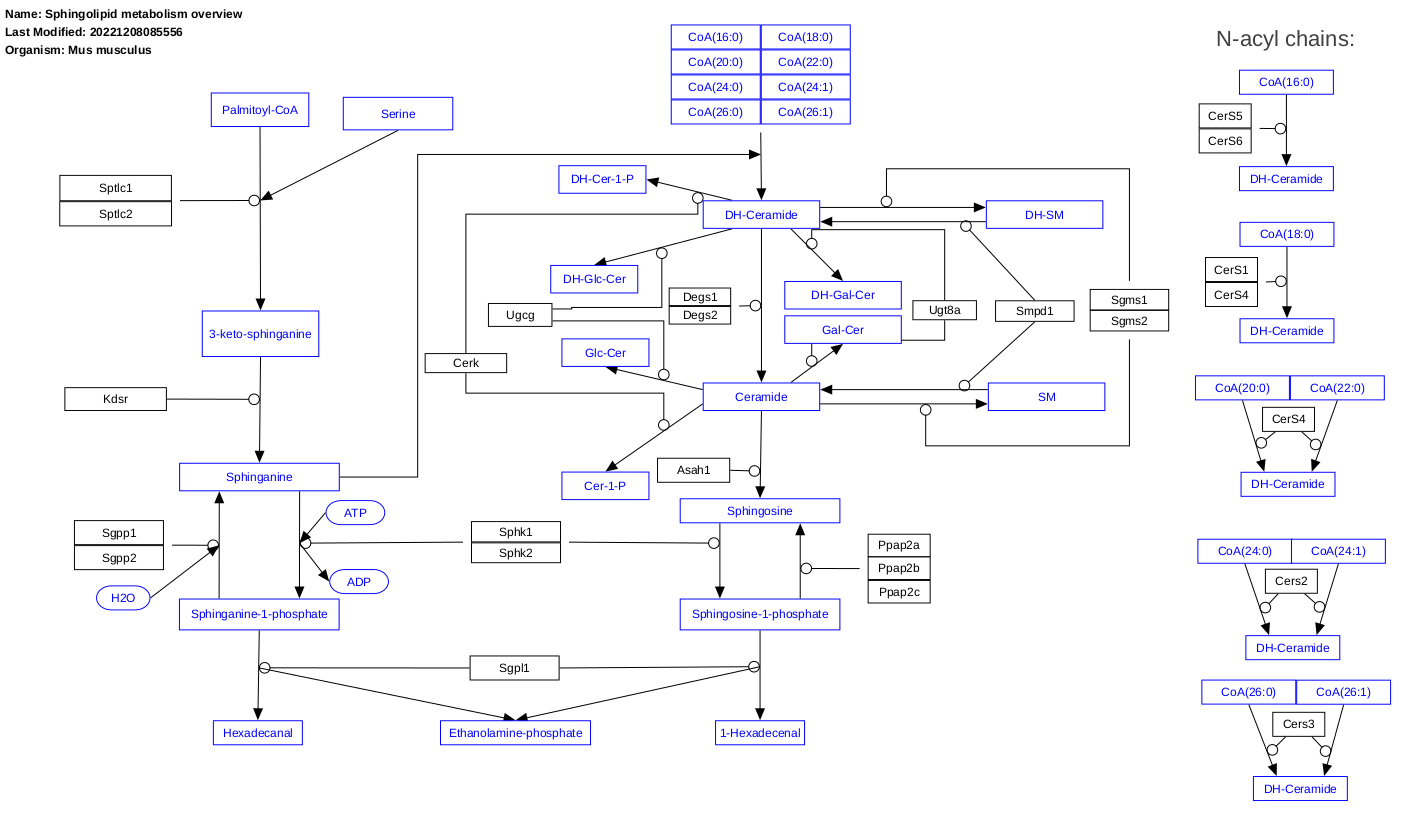 Name: Sphingolipid metabolism overview
Last Modified: 20221208085556
Organism: Mus musculus
CoA(16:0) CoA(18:0)
CoA(20:0) CoA(22:0)
CoA(24:0) CoA(24:1)
CoA(26:0) CoA(26:1)
Palmitoyl-CoA
Serine
Sptlc1
Sptlc2
DH-Cer-1-P
DH-Ceramide
DH-SM
DH-Glc-Cer
Degs1
Degs2
DH-Gal-Cer
Gal-Cer
Ugt8a
Smpd1
Sgms1
Sgms2
3-keto-sphinganine
Ugcg
Glc-Cer
Cerk
Kdsr
Ceramide
SM
Sphinganine
Asah1
Cer-1-P
Sphingosine
ATP
Sgpp1
Sgpp2
Sphk1
Sphk2
Ppap2a
Ppap2b
Ppap2c
H2O
ADP
Sphinganine-1-phosphate
Sphingosine-1-phosphate
Sgpl1
Hexadecanal
Ethanolamine-phosphate
1-Hexadecenal
N-acyl chains:
CoA(16:0)
CerS5
CerS6
DH-Ceramide
CoA(18:0)
CerS1
CerS4
DH-Ceramide
CoA(20:0) CoA(22:0)
CerS4
DH-Ceramide
CoA(24:0) CoA(24:1)
Cers2
DH-Ceramide
CoA(26:0) CoA(26:1)
Cers3
DH-Ceramide